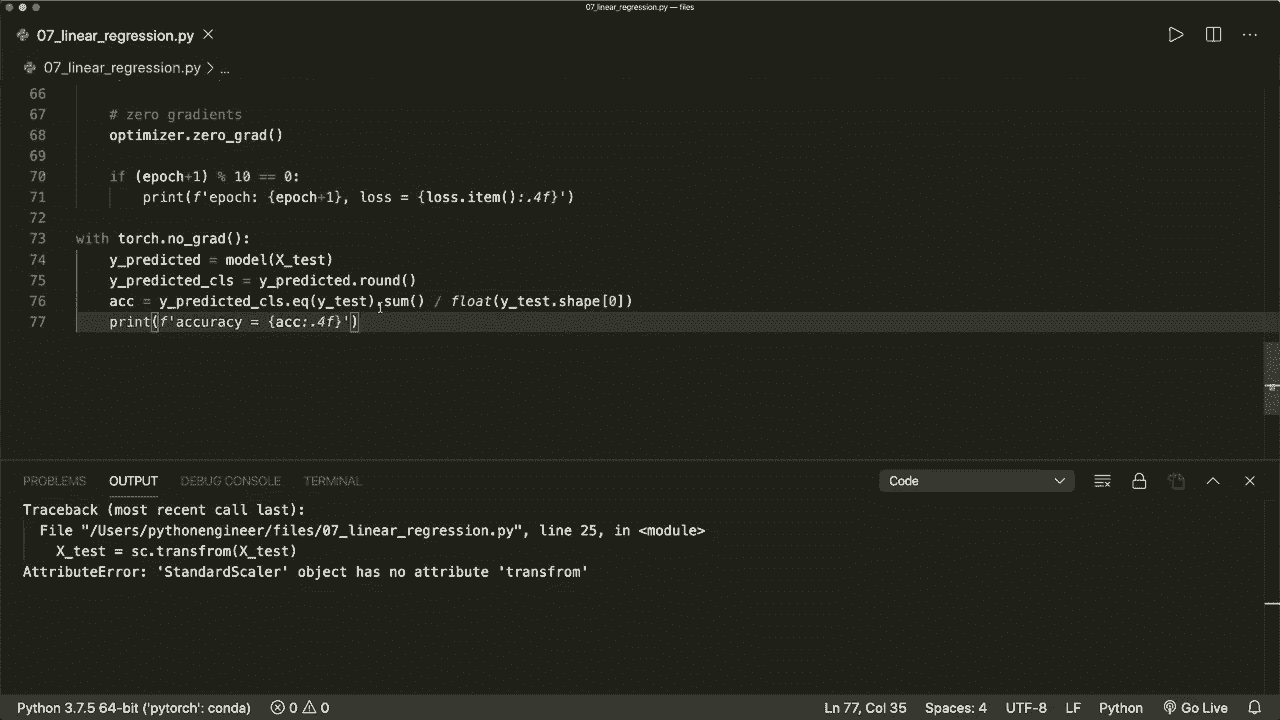 07_linear_regression.py — files
07_linear_regression.py
07_linear_regression.py > ...
66
67 # zero gradients
68 optimizer.zero_grad()
69
70 if (epoch+1) % 10 == 0:
71 print(f'epoch: {epoch+1}, loss = {loss.item():.4f}')
72
73 with torch.no_grad():
74 y_predicted = model(X_test)
75 y_predicted_cls = y_predicted.round()
76 acc = y_predicted_cls.eq(y_test).sum() / float(y_test.shape[0])
77 print(f'accuracy = {acc:.4f}')
PROBLEMS OUTPUT DEBUG CONSOLE TERMINAL Code
Traceback (most recent call last):
File "/Users/pythonengineer/files/07_linear_regression.py", line 25, in <module>
X_test = sc.transfrom(X_test)
AttributeError: 'StandardScaler' object has no attribute 'transfrom'
Python 3.7.5 64-bit ('pytorch': conda) 0 0 Ln 77, Col 35 Spaces: 4 UTF-8 LF Python Go Live